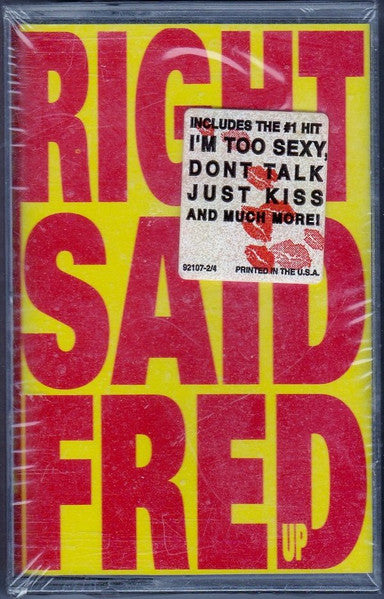 RIGHT
INCLUDES THE #1 HIT
I'M TOO SEXY,
DONT TALK
JUST KISS
AND MUCH MORE!
92107-2/4 PRINTED IN THE U.S.A.
SAID
FRED
UP